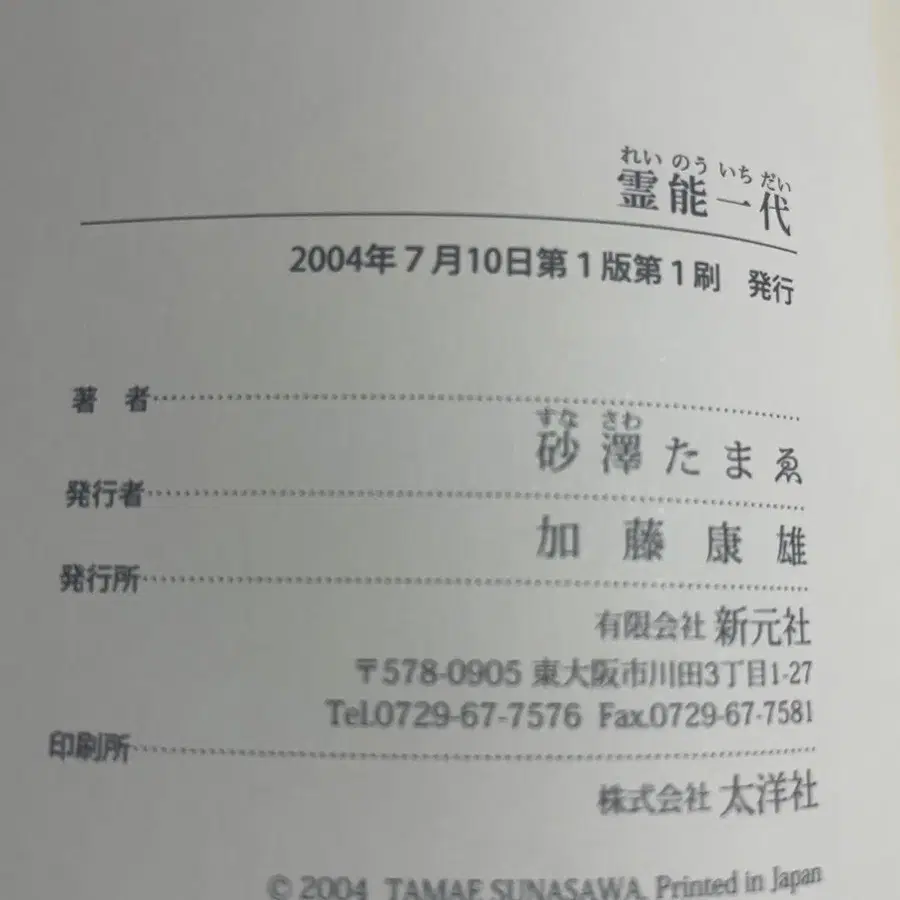 れいのういちだい
霊能一代
2004年7月10日第1版第1刷 発行
著 者
すな さわ
砂澤たまゑ
発行者
加藤康雄
発行所
有限会社 新元社
〒578-0905 東大阪市川田3丁目1-27
Tel.0729-67-7576 Fax.0729-67-7581
印刷所
株式会社 太洋社
© 2004 TAMAE SUNASAWA, Printed in Japan